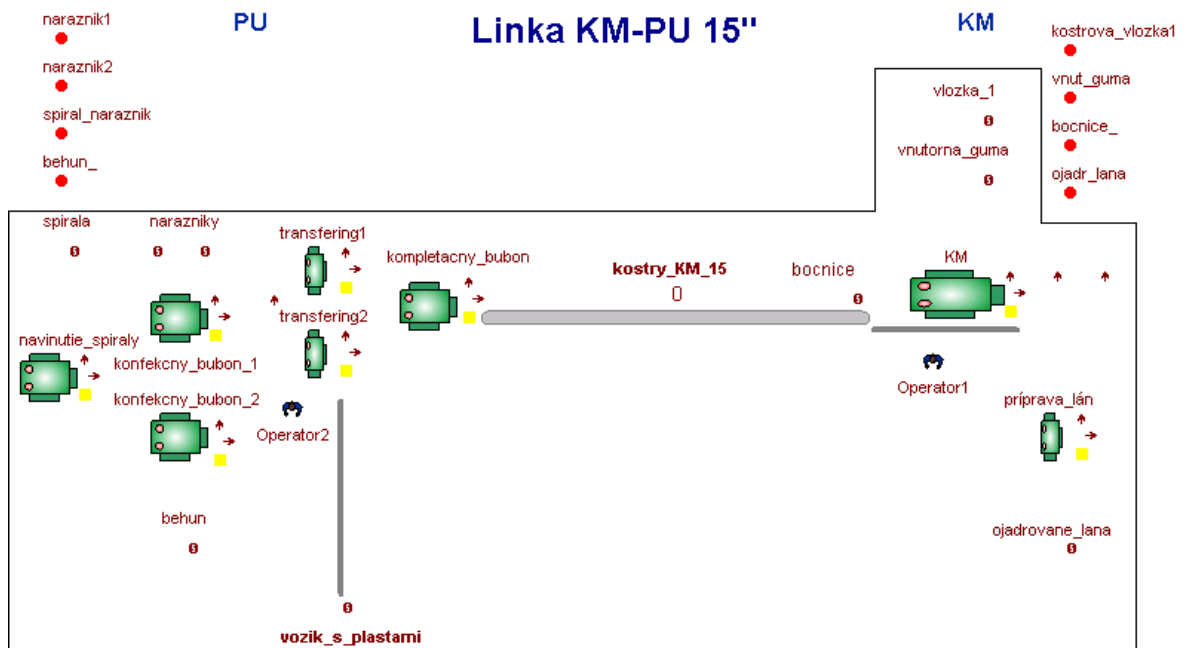 naraznik1
PU
Linka KM-PU 15"
KM
kostrova_vlozka1
naraznik2
vlozka_1
vnut_guma
spiral_naraznik
bocnice_
0
vnutorna_guma
behun_
ojadr_lana
0
spirala
narazniky
transfering1
0
0
0
kompletacny_bubon
kostry_KM_15
bocnice
KM
0
0
transfering2
navinutie_spiraly
konfekcny_bubon_1
Operator1
konfekcny_bubon_2
príprava_lán
Operator2
behun
ojadrovane_lana
0
0
0
vozik_s_plastami